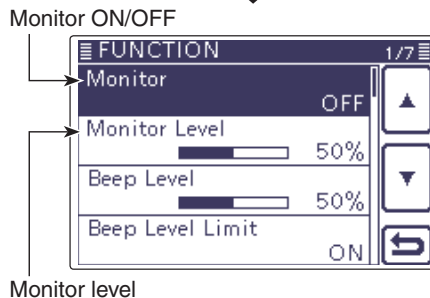 Monitor ON/OFF
FUNCTION 1/7
Monitor
OFF
Monitor Level
50%
Beep Level
50%
Beep Level Limit
ON
Monitor level